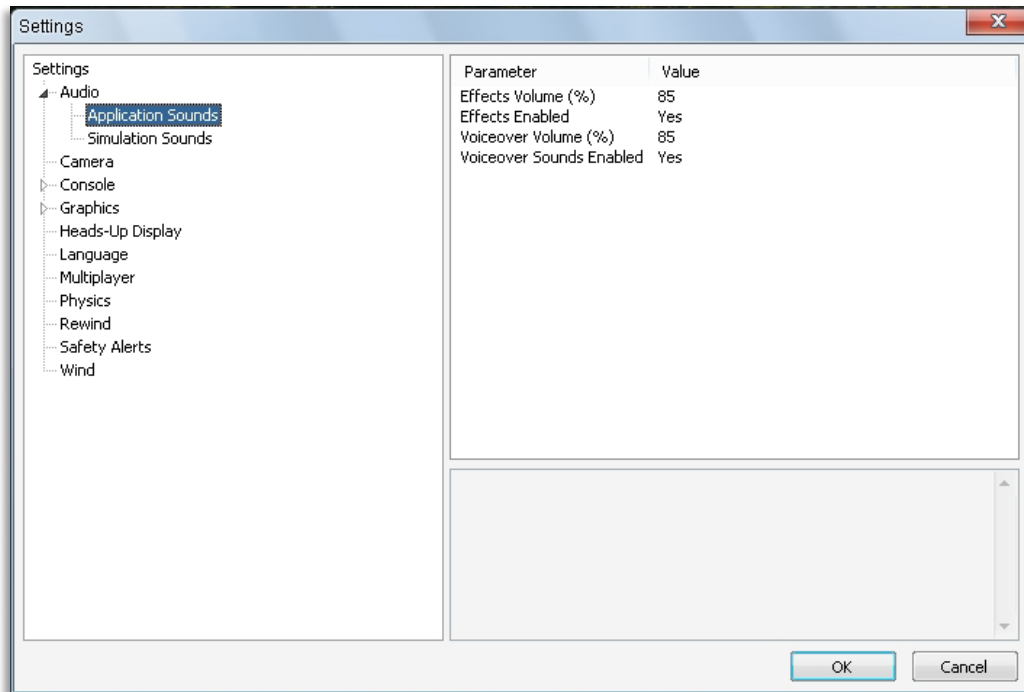 Settings
Settings
Audio
Application Sounds
Simulation Sounds
Camera
Console
Graphics
Heads-Up Display
Language
Multiplayer
Physics
Rewind
Safety Alerts
Wind
Parameter Value
Effects Volume (%) 85
Effects Enabled Yes
Voiceover Volume (%) 85
Voiceover Sounds Enabled Yes
OK Cancel